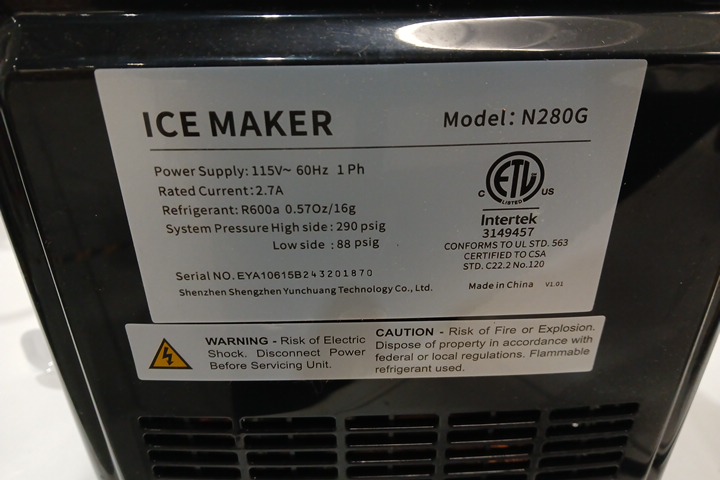 ICE MAKER
Model: N280G
Power Supply: 115V~ 60Hz 1 Ph
Rated Current: 2.7A
Refrigerant: R600a 0.57Oz/16g
System Pressure High side: 290 psig
Low side: 88 psig
Serial NO. EYA10615B243201870
Shenzhen Shengzhen Yunchuang Technology Co., Ltd.
C ETL US
LISTED
Intertek
3149457
CONFORMS TO UL STD. 563
CERTIFIED TO CSA
STD. C22.2 No.120
Made in China V1.01
WARNING - Risk of Electric
Shock. Disconnect Power
Before Servicing Unit.
CAUTION - Risk of Fire or Explosion.
Dispose of property in accordance with
federal or local regulations. Flammable
refrigerant used.